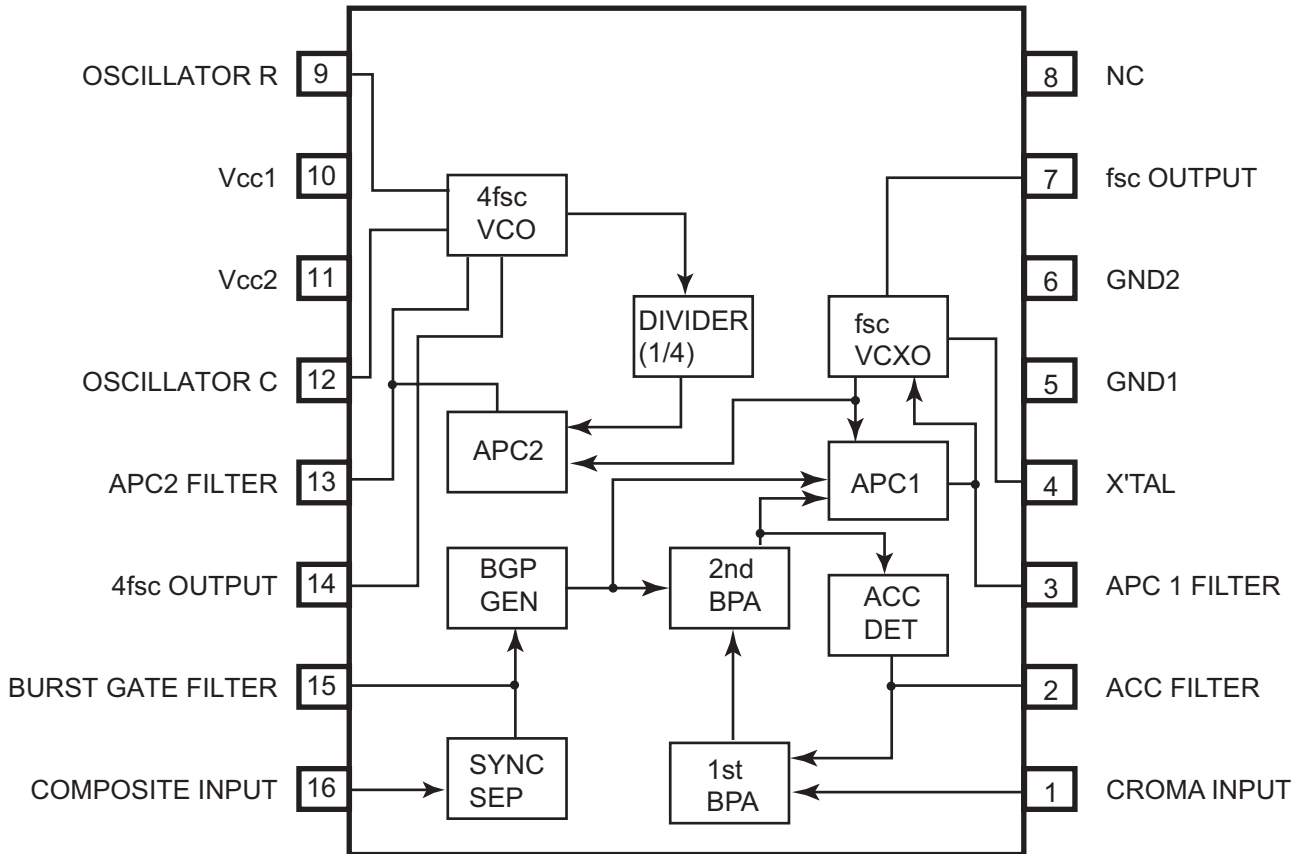 OSCILLATOR R 9
8 NC
Vcc1 10
7 fsc OUTPUT
4fsc
VCO
Vcc2 11
6 GND2
DIVIDER
(1/4)
fsc
VCXO
OSCILLATOR C 12
5 GND1
APC2
APC2 FILTER 13
APC1
4 X'TAL
4fsc OUTPUT 14
BGP
GEN
2nd
BPA
ACC
DET
3 APC 1 FILTER
BURST GATE FILTER 15
2 ACC FILTER
COMPOSITE INPUT 16
SYNC
SEP
1st
BPA
1 CROMA INPUT